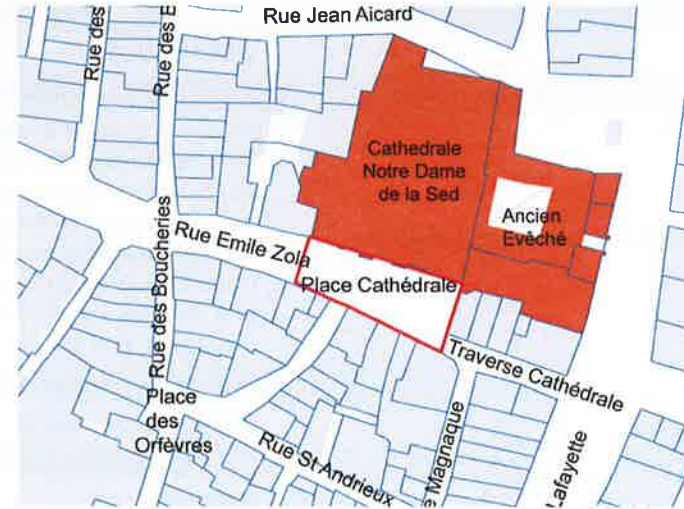 Rue Jean Aicard
Rue des
Rue des B
Cathedrale
Notre Dame
de la Sed
Ancien
Evêché
Rue Emile Zola
Place Cathédrale
Rue des Boucheries
Traverse Cathédrale
Place
des
Orfèvres
Rue St Andrieux
e Magnaque
Lafayette